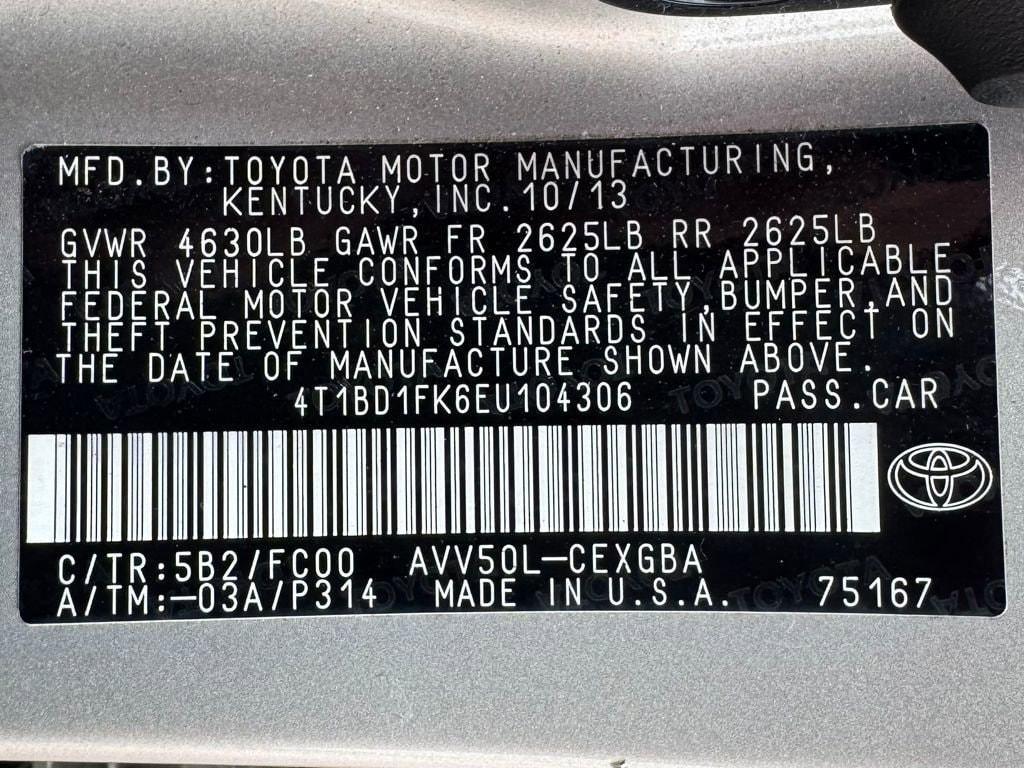 MFD.BY:TOYOTA MOTOR MANUFACTURING,
KENTUCKY,INC.10/13
GVWR 4630LB GAWR FR 2625LB RR 2625LB
THIS VEHICLE CONFORMS TO ALL APPLICABLE
FEDERAL MOTOR VEHICLE SAFETY,BUMPER,AND
THEFT PREVENTION STANDARDS IN EFFECT ON
THE DATE OF MANUFACTURE SHOWN ABOVE.
4T1BD1FK6EU104306 PASS.CAR
C/TR:5B2/FC00 AVV50L-CEXGBA
A/TM:-03A/P314 MADE IN U.S.A. 75167